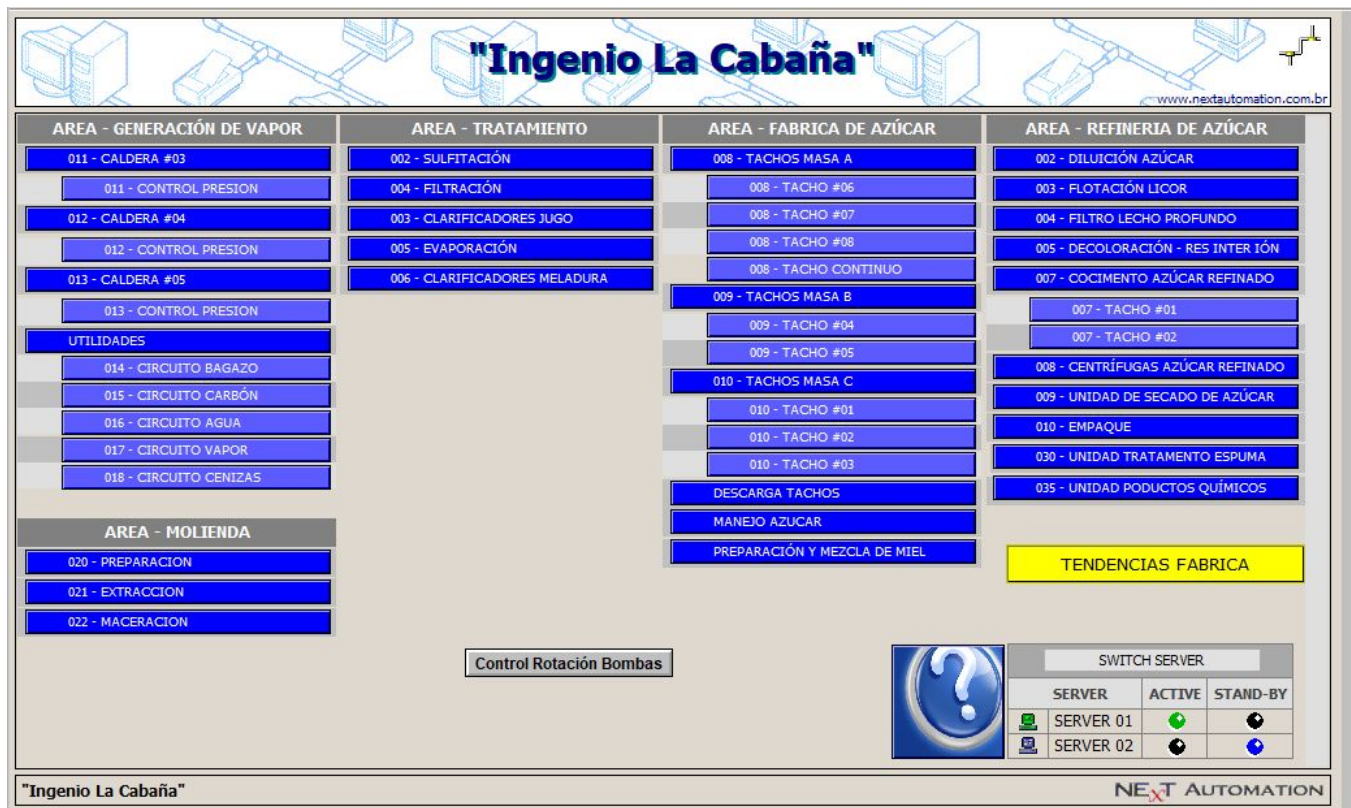 "Ingenio La Cabaña"
www.nextautomation.com.br
AREA - GENERACIÓN DE VAPOR
011 - CALDERA #03
011 - CONTROL PRESION
012 - CALDERA #04
012 - CONTROL PRESION
013 - CALDERA #05
013 - CONTROL PRESION
UTILIDADES
014 - CIRCUITO BAGAZO
015 - CIRCUITO CARBÓN
016 - CIRCUITO AGUA
017 - CIRCUITO VAPOR
018 - CIRCUITO CENIZAS
AREA - MOLIENDA
020 - PREPARACION
021 - EXTRACCION
022 - MACERACION
AREA - TRATAMIENTO
002 - SULFITACIÓN
004 - FILTRACIÓN
003 - CLARIFICADORES JUGO
005 - EVAPORACIÓN
006 - CLARIFICADORES MELADURA
AREA - FABRICA DE AZÚCAR
008 - TACHOS MASA A
008 - TACHO #06
008 - TACHO #07
008 - TACHO #08
008 - TACHO CONTINUO
009 - TACHOS MASA B
009 - TACHO #04
009 - TACHO #05
010 - TACHOS MASA C
010 - TACHO #01
010 - TACHO #02
010 - TACHO #03
DESCARGA TACHOS
MANEJO AZUCAR
PREPARACIÓN Y MEZCLA DE MIEL
AREA - REFINERIA DE AZÚCAR
002 - DILUICIÓN AZÚCAR
003 - FLOTACIÓN LICOR
004 - FILTRO LECHO PROFUNDO
005 - DECOLORACIÓN - RES INTER IÓN
007 - COCIMENTO AZÚCAR REFINADO
007 - TACHO #01
007 - TACHO #02
008 - CENTRÍFUGAS AZÚCAR REFINADO
009 - UNIDAD DE SECADO DE AZÚCAR
010 - EMPAQUE
030 - UNIDAD TRATAMENTO ESPUMA
035 - UNIDAD PODUCTOS QUÍMICOS
TENDENCIAS FABRICA
Control Rotación Bombas
?
SWITCH SERVER
SERVER ACTIVE STAND-BY
SERVER 01
SERVER 02
"Ingenio La Cabaña"
NEXT AUTOMATION